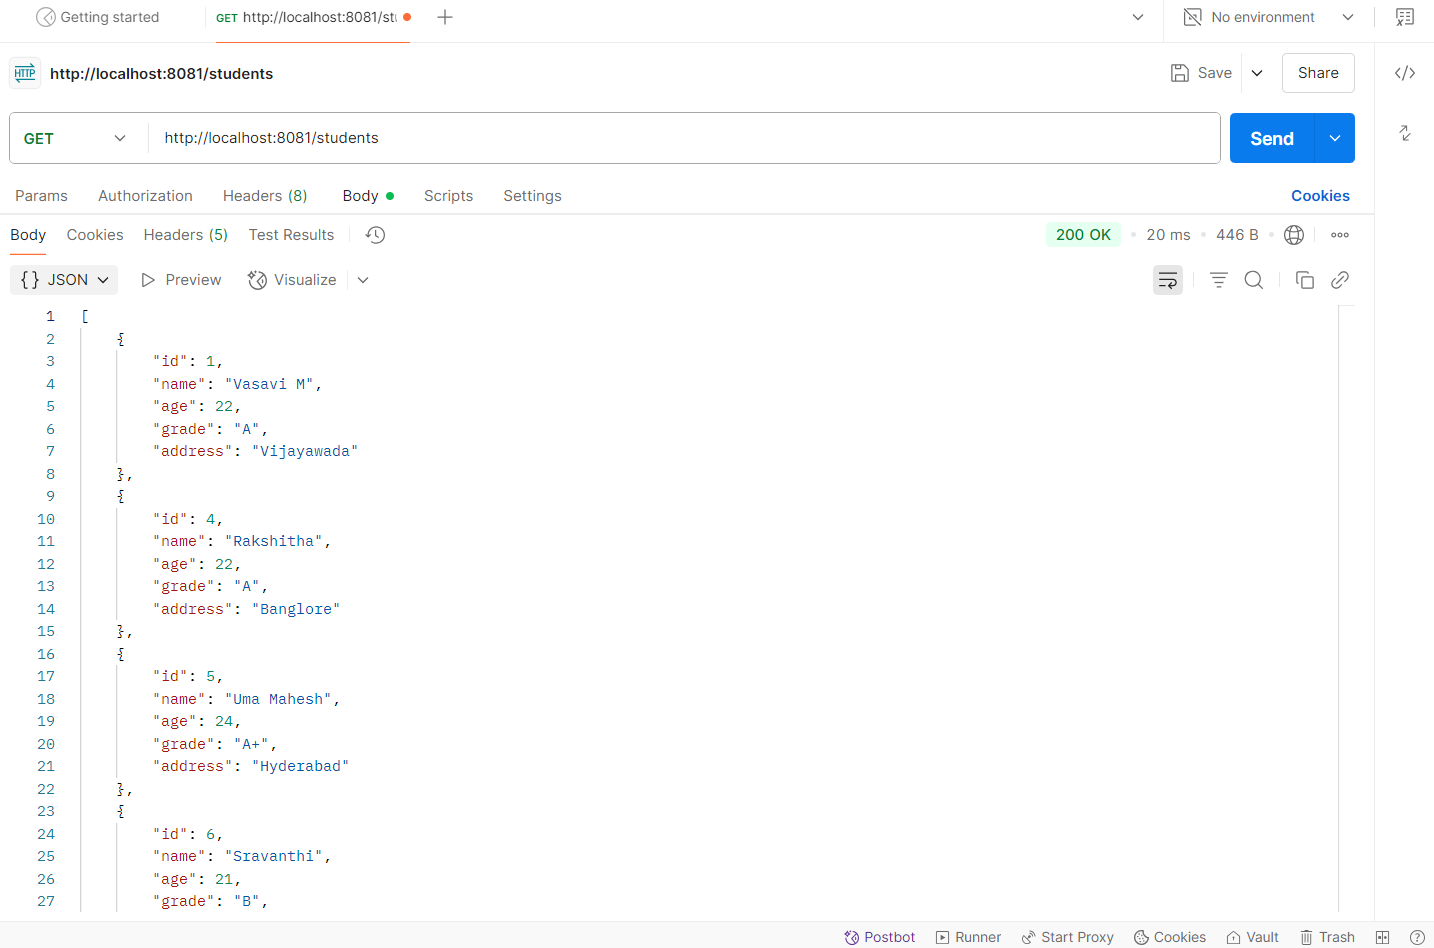 Getting started
GET http://localhost:8081/stu
No environment
HTTP http://localhost:8081/students
Save
Share
GET http://localhost:8081/students
Send
Params Authorization Headers (8) Body Scripts Settings Cookies
Body Cookies Headers (5) Test Results 200 OK 20 ms 446 B
{} JSON Preview Visualize
1 [
2 {
3 "id": 1,
4 "name": "Vasavi M",
5 "age": 22,
6 "grade": "A",
7 "address": "Vijayawada"
8 },
9 {
10 "id": 4,
11 "name": "Rakshitha",
12 "age": 22,
13 "grade": "A",
14 "address": "Banglore"
15 },
16 {
17 "id": 5,
18 "name": "Uma Mahesh",
19 "age": 24,
20 "grade": "A+",
21 "address": "Hyderabad"
22 },
23 {
24 "id": 6,
25 "name": "Sravanthi",
26 "age": 21,
27 "grade": "B",
Postbot Runner Start Proxy Cookies Vault Trash